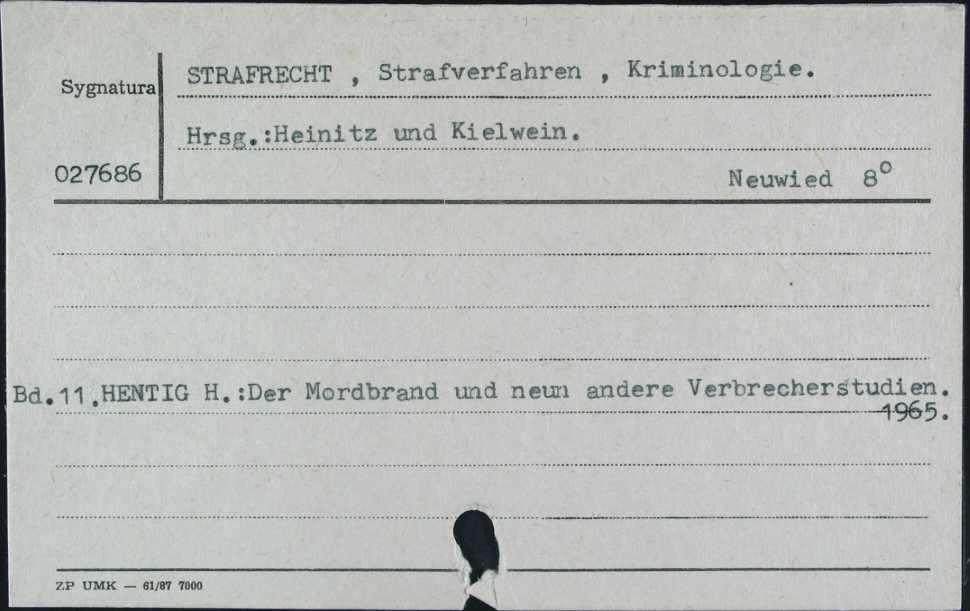 Sygnatura
STRAFRECHT , Strafverfahren , Kriminologie.
Hrsg.:Heinitz und Kielwein.
027686
Neuwied 8°
Bd.11.HENTIG H.:Der Mordbrand und neun andere Verbrecherstudien.
1965.
ZP UMK — 61/87 7000